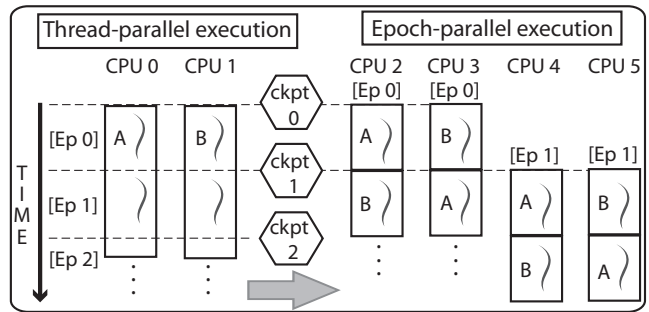 Thread-parallel execution
Epoch-parallel execution
CPU 0 CPU 1 CPU 2 CPU 3 CPU 4 CPU 5
[Ep 0] [Ep 0]
ckpt
0
TIME
[Ep 0] A B A B
[Ep 1] [Ep 1]
ckpt
1
[Ep 1] B A A B
ckpt
2
[Ep 2]
B A